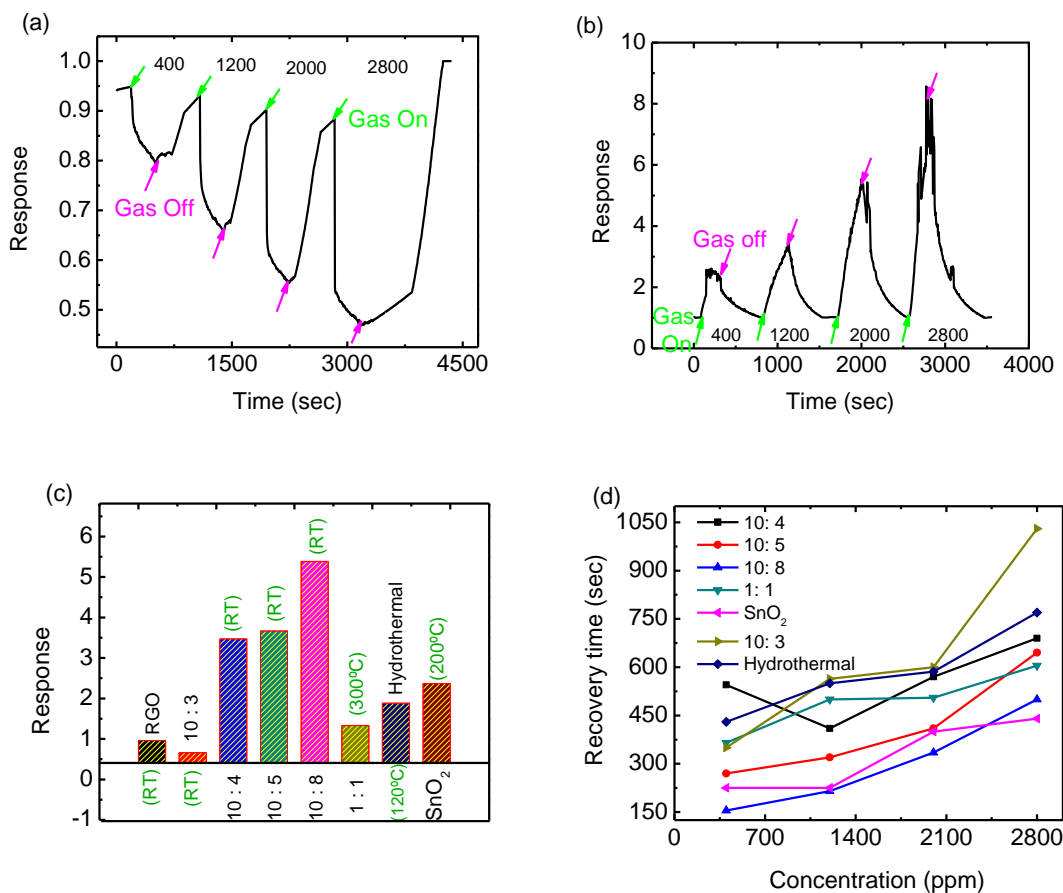 (a)
1.0
0.9
0.8
0.7
0.6
0.5
Response
400 1200 2000 2800
Gas On
Gas Off
0 1500 3000 4500
Time (sec)
(b)
10
8
6
4
2
0
Response
Gas off
Gas
On
400 1200 2000 2800
0 1000 2000 3000 4000
Time (sec)
(c)
6
5
4
3
2
1
0
-1
Response
RGO
(RT)
10 : 3
(RT)
(RT)
10 : 4
(RT)
10 : 5
(RT)
10 : 8
(300ºC)
1 : 1
Hydrothermal
(120ºC)
(200ºC)
SnO2
(d)
1050
900
750
600
450
300
150
Recovery time (sec)
10: 4
10: 5
10: 8
1: 1
SnO2
10: 3
Hydrothermal
0 700 1400 2100 2800
Concentration (ppm)